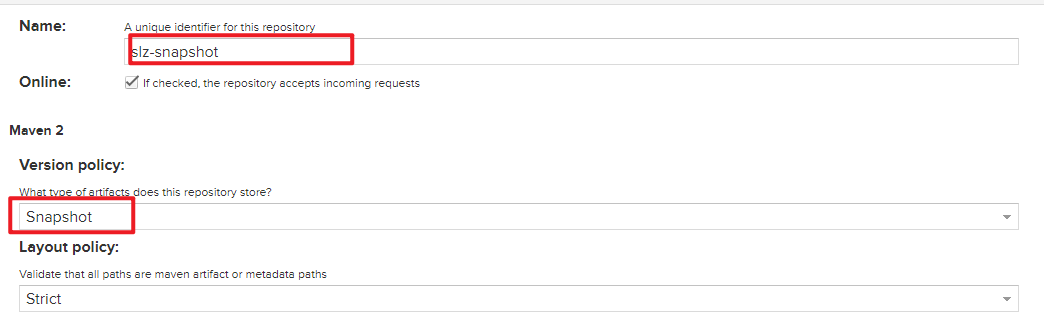 Name:
A unique identifier for this repository
slz-snapshot
Online:
If checked, the repository accepts incoming requests
Maven 2
Version policy:
What type of artifacts does this repository store?
Snapshot
Layout policy:
Validate that all paths are maven artifact or metadata paths
Strict